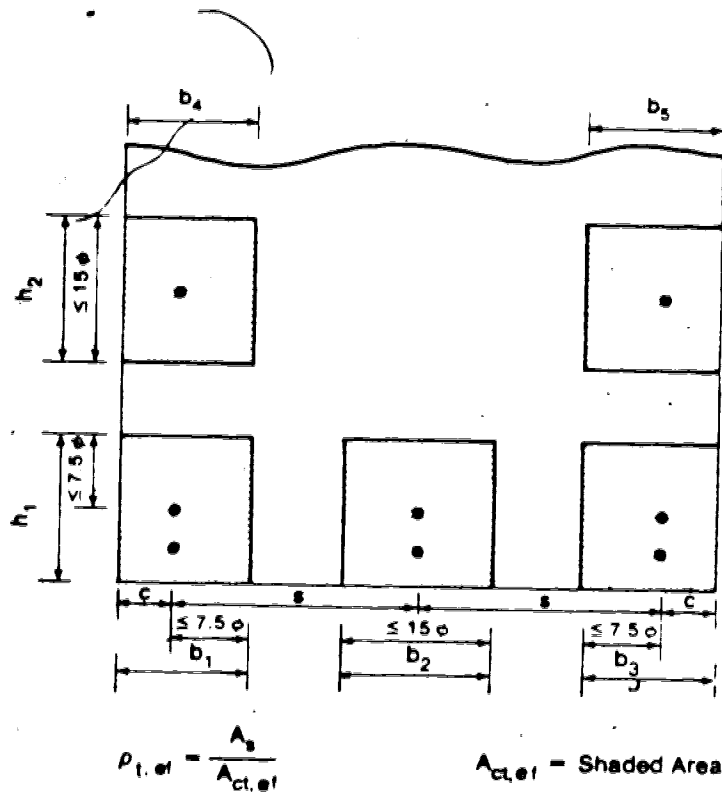 b4
b5
h2
≤ 15 ϕ
h1
≤ 7.5 ϕ
c
s
s
c
≤ 7.5 ϕ
≤ 15 ϕ
≤ 7.5 ϕ
b1
b2
b3
ρt, ef = As / Act, ef
Act, ef = Shaded Area